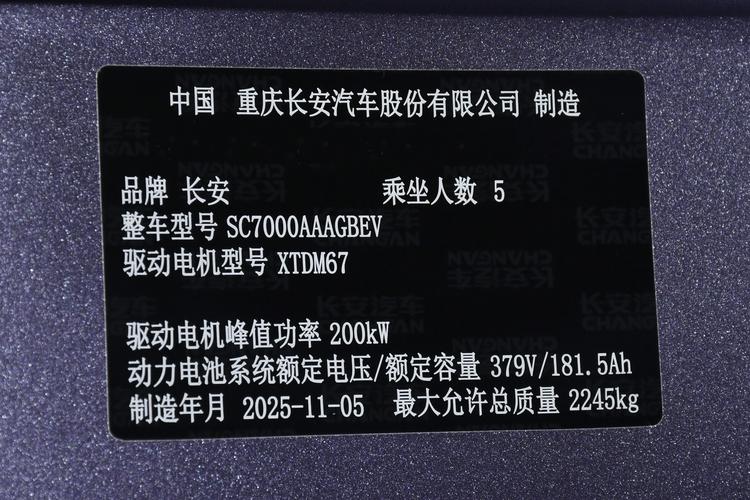 中国 重庆长安汽车股份有限公司 制造
品牌 长安 乘坐人数 5
整车型号 SC7000AAAGBEV
驱动电机型号 XTDM67
驱动电机峰值功率 200kW
动力电池系统额定电压/额定容量 379V/181.5Ah
制造年月 2025-11-05 最大允许总质量 2245kg